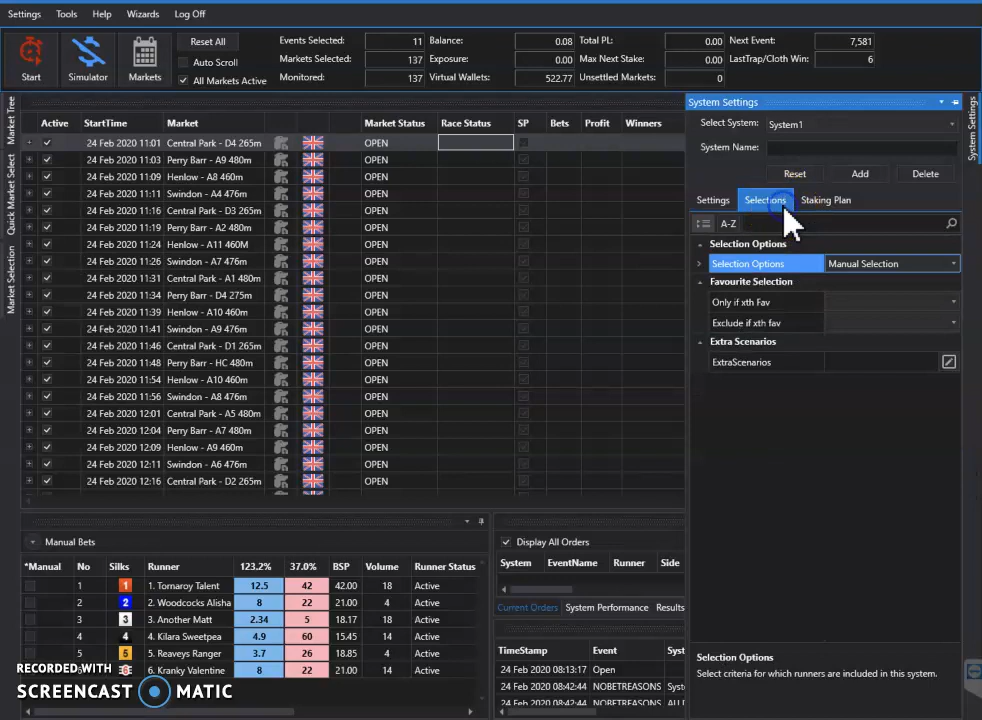 Settings Tools Help Wizards Log Off
Start Simulator Markets
Reset All
Auto Scroll
All Markets Active
Events Selected: 11 Balance: 0.08 Total PL: 0.00 Next Event: 7,581
Markets Selected: 137 Exposure: 0.00 Max Next Stake: 0.00 LastTrap/Cloth Win: 6
Monitored: 137 Virtual Wallets: 522.77 Unsettled Markets: 0
Market Tree
Quick Market Select
Market Selection
Active StartTime Market Market Status Race Status SP Bets Profit Winners
24 Feb 2020 11:01 Central Park - D4 265m OPEN
24 Feb 2020 11:03 Perry Barr - A9 480m OPEN
24 Feb 2020 11:09 Henlow - A8 460m OPEN
24 Feb 2020 11:11 Swindon - A4 476m OPEN
24 Feb 2020 11:16 Central Park - D3 265m OPEN
24 Feb 2020 11:18 Perry Barr - A2 480m OPEN
24 Feb 2020 11:24 Henlow - A11 460M OPEN
24 Feb 2020 11:26 Swindon - A7 476m OPEN
24 Feb 2020 11:31 Central Park - A1 480m OPEN
24 Feb 2020 11:34 Perry Barr - D4 275m OPEN
24 Feb 2020 11:39 Henlow - A10 460m OPEN
24 Feb 2020 11:41 Swindon - A9 476m OPEN
24 Feb 2020 11:46 Central Park - D1 265m OPEN
24 Feb 2020 11:48 Perry Barr - HC 480m OPEN
24 Feb 2020 11:54 Henlow - A10 460m OPEN
24 Feb 2020 11:56 Swindon - A8 476m OPEN
24 Feb 2020 12:01 Central Park - A5 480m OPEN
24 Feb 2020 12:04 Perry Barr - A7 480m OPEN
24 Feb 2020 12:09 Henlow - A9 460m OPEN
24 Feb 2020 12:11 Swindon - A6 476m OPEN
24 Feb 2020 12:16 Central Park - D2 265m OPEN
System Settings
System Settings
Select System: System1
System Name:
Reset Add Delete
Settings Selections Staking Plan
A-Z
Selection Options
Selection Options Manual Selection
Favourite Selection
Only if xth Fav
Exclude if xth fav
Extra Scenarios
ExtraScenarios
Selection Options
Select criteria for which runners are included in this system.
Manual Bets
*Manual No Silks Runner 123.2% 37.0% BSP Volume Runner Status
1 1 1. Tornaroy Talent 12.5 42 42.00 18 Active
2 2 2. Woodcocks Alisha 8 22 21.00 4 Active
3 3 3. Another Matt 2.34 5 18.17 18 Active
4 4 4. Kilara Sweetpea 4.9 60 15.45 14 Active
5 5 5. Reaveys Ranger 3.7 26 18.85 4 Active
6. Kranky Valentine 8 22 21.00 14 Active
Display All Orders
System EventName Runner Side
Current Orders System Performance Results
TimeStamp Event Syst
24 Feb 2020 08:13:17 Open
24 Feb 2020 08:42:44 NOBETREASONS Syst
24 Feb 2020 08:42:44 NOBETREASONS ALL
RECORDED WITH
SCREENCAST MATIC